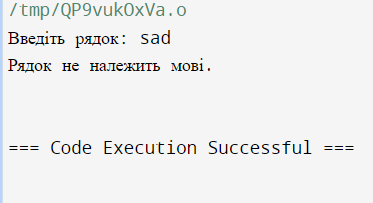 /tmp/QP9vukOxVa.o
Введіть рядок: sad
Рядок не належить мові.
=== Code Execution Successful ===